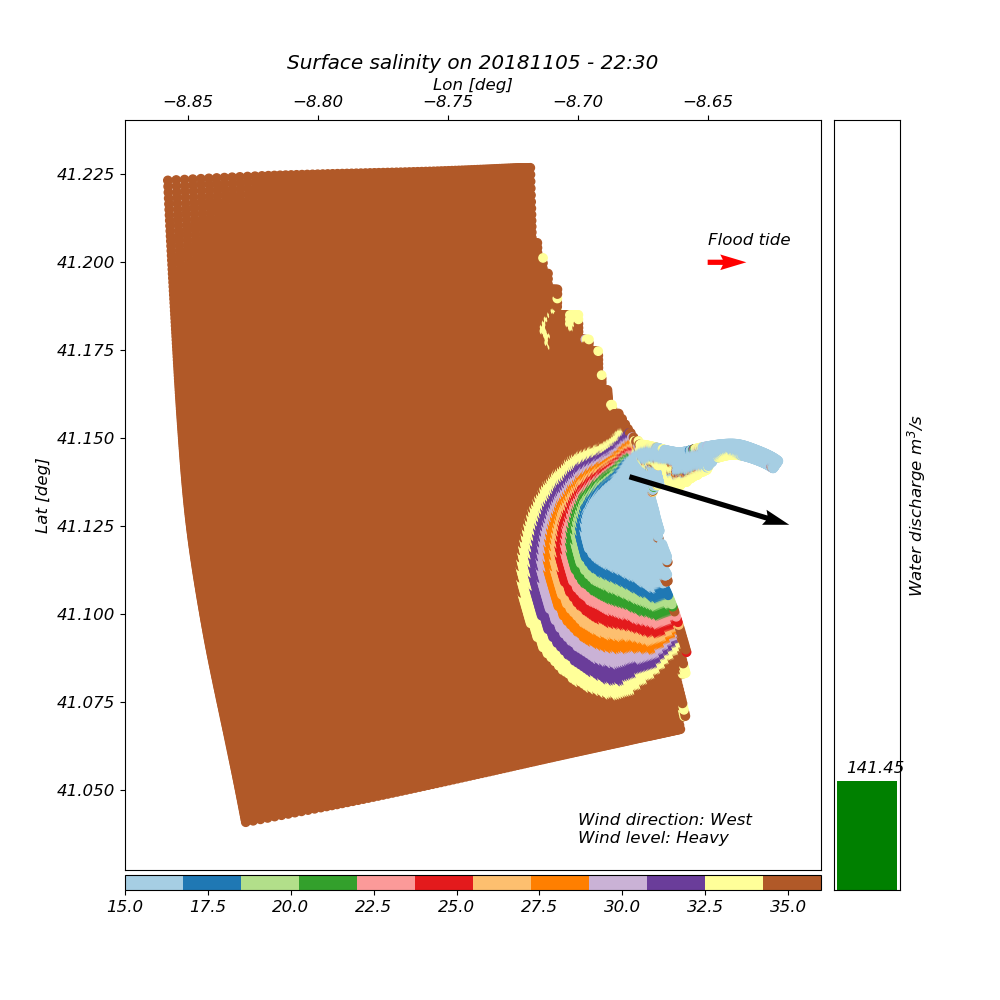 Surface salinity on 20181105 - 22:30
Lon [deg]
−8.85 −8.80 −8.75 −8.70 −8.65
41.225
41.200
41.175
41.150
41.125
41.100
41.075
41.050
Lat [deg]
Flood tide
Wind direction: West
Wind level: Heavy
141.45
Water discharge m³/s
15.0 17.5 20.0 22.5 25.0 27.5 30.0 32.5 35.0